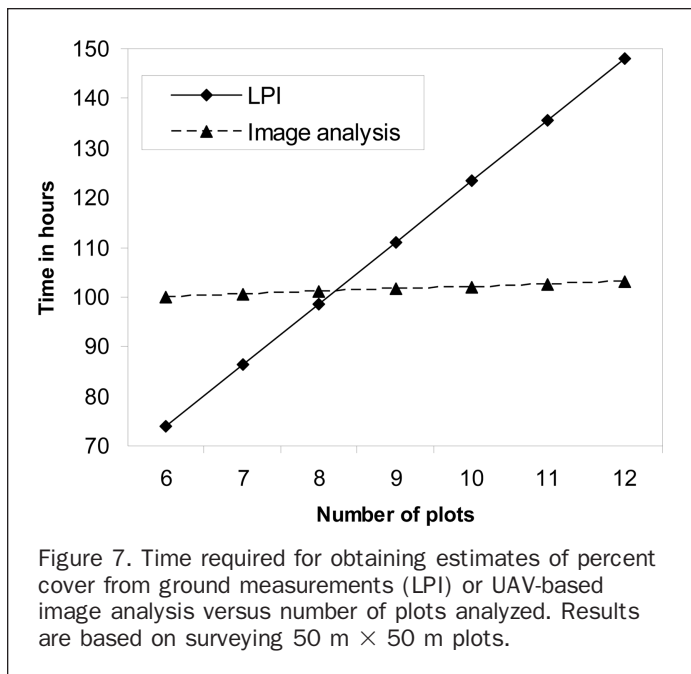 150
140
130
120
110
100
90
80
70
Time in hours
LPI
Image analysis
6 7 8 9 10 11 12
Number of plots
Figure 7. Time required for obtaining estimates of percent
cover from ground measurements (LPI) or UAV-based
image analysis versus number of plots analyzed. Results
are based on surveying 50 m × 50 m plots.